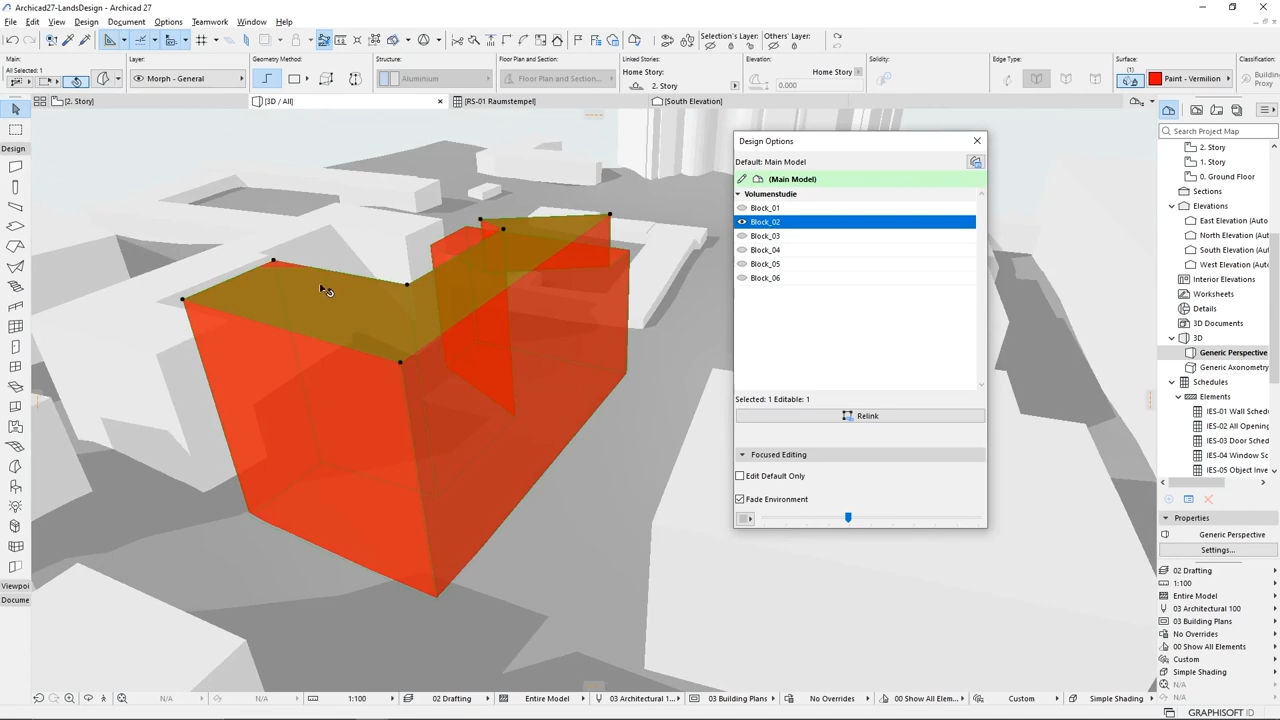 Archicad27-LandsDesign - Archicad 27
File Edit View Design Document Options Teamwork Window Help
Selection's Layer: Others' Layer:
Main: Layer: Geometry Method: Structure: Floor Plan and Section: Linked Stories: Elevation: Solidity: Edge Type: Surface: Classification:
All Selected: 1
Morph - General
Aluminium
Floor Plan and Section...
Home Story:
2. Story
Home Story
0.000
(1)
Paint - Vermilion
Building
Proxy
[2. Story]
[3D / All]
[RS-01 Raumstempel]
[South Elevation]
Design
Viewpoi
Docume
Design Options
Default: Main Model
(Main Model)
Volumenstudie
Block_01
Block_02
Block_03
Block_04
Block_05
Block_06
Selected: 1 Editable: 1
Relink
Focused Editing
Edit Default Only
Fade Environment
Search Project Map
2. Story
1. Story
0. Ground Floor
Sections
Elevations
East Elevation (Auto
North Elevation (Au
South Elevation (Au
West Elevation (Aut
Interior Elevations
Worksheets
Details
3D Documents
3D
Generic Perspective
Generic Axonometry
Schedules
Elements
IES-01 Wall Schedu
IES-02 All Opening
IES-03 Door Sched
IES-04 Window Sc
IES-05 Object Inve
Properties
Generic Perspective
Settings...
02 Drafting
1:100
Entire Model
03 Architectural 100
03 Building Plans
No Overrides
00 Show All Elements
Custom
Simple Shading
N/A
N/A
N/A N/A 1:100 02 Drafting Entire Model 03 Architectural 1... 03 Building Plans No Overrides 00 Show All Elem... Custom Simple Shading
GRAPHISOFT ID